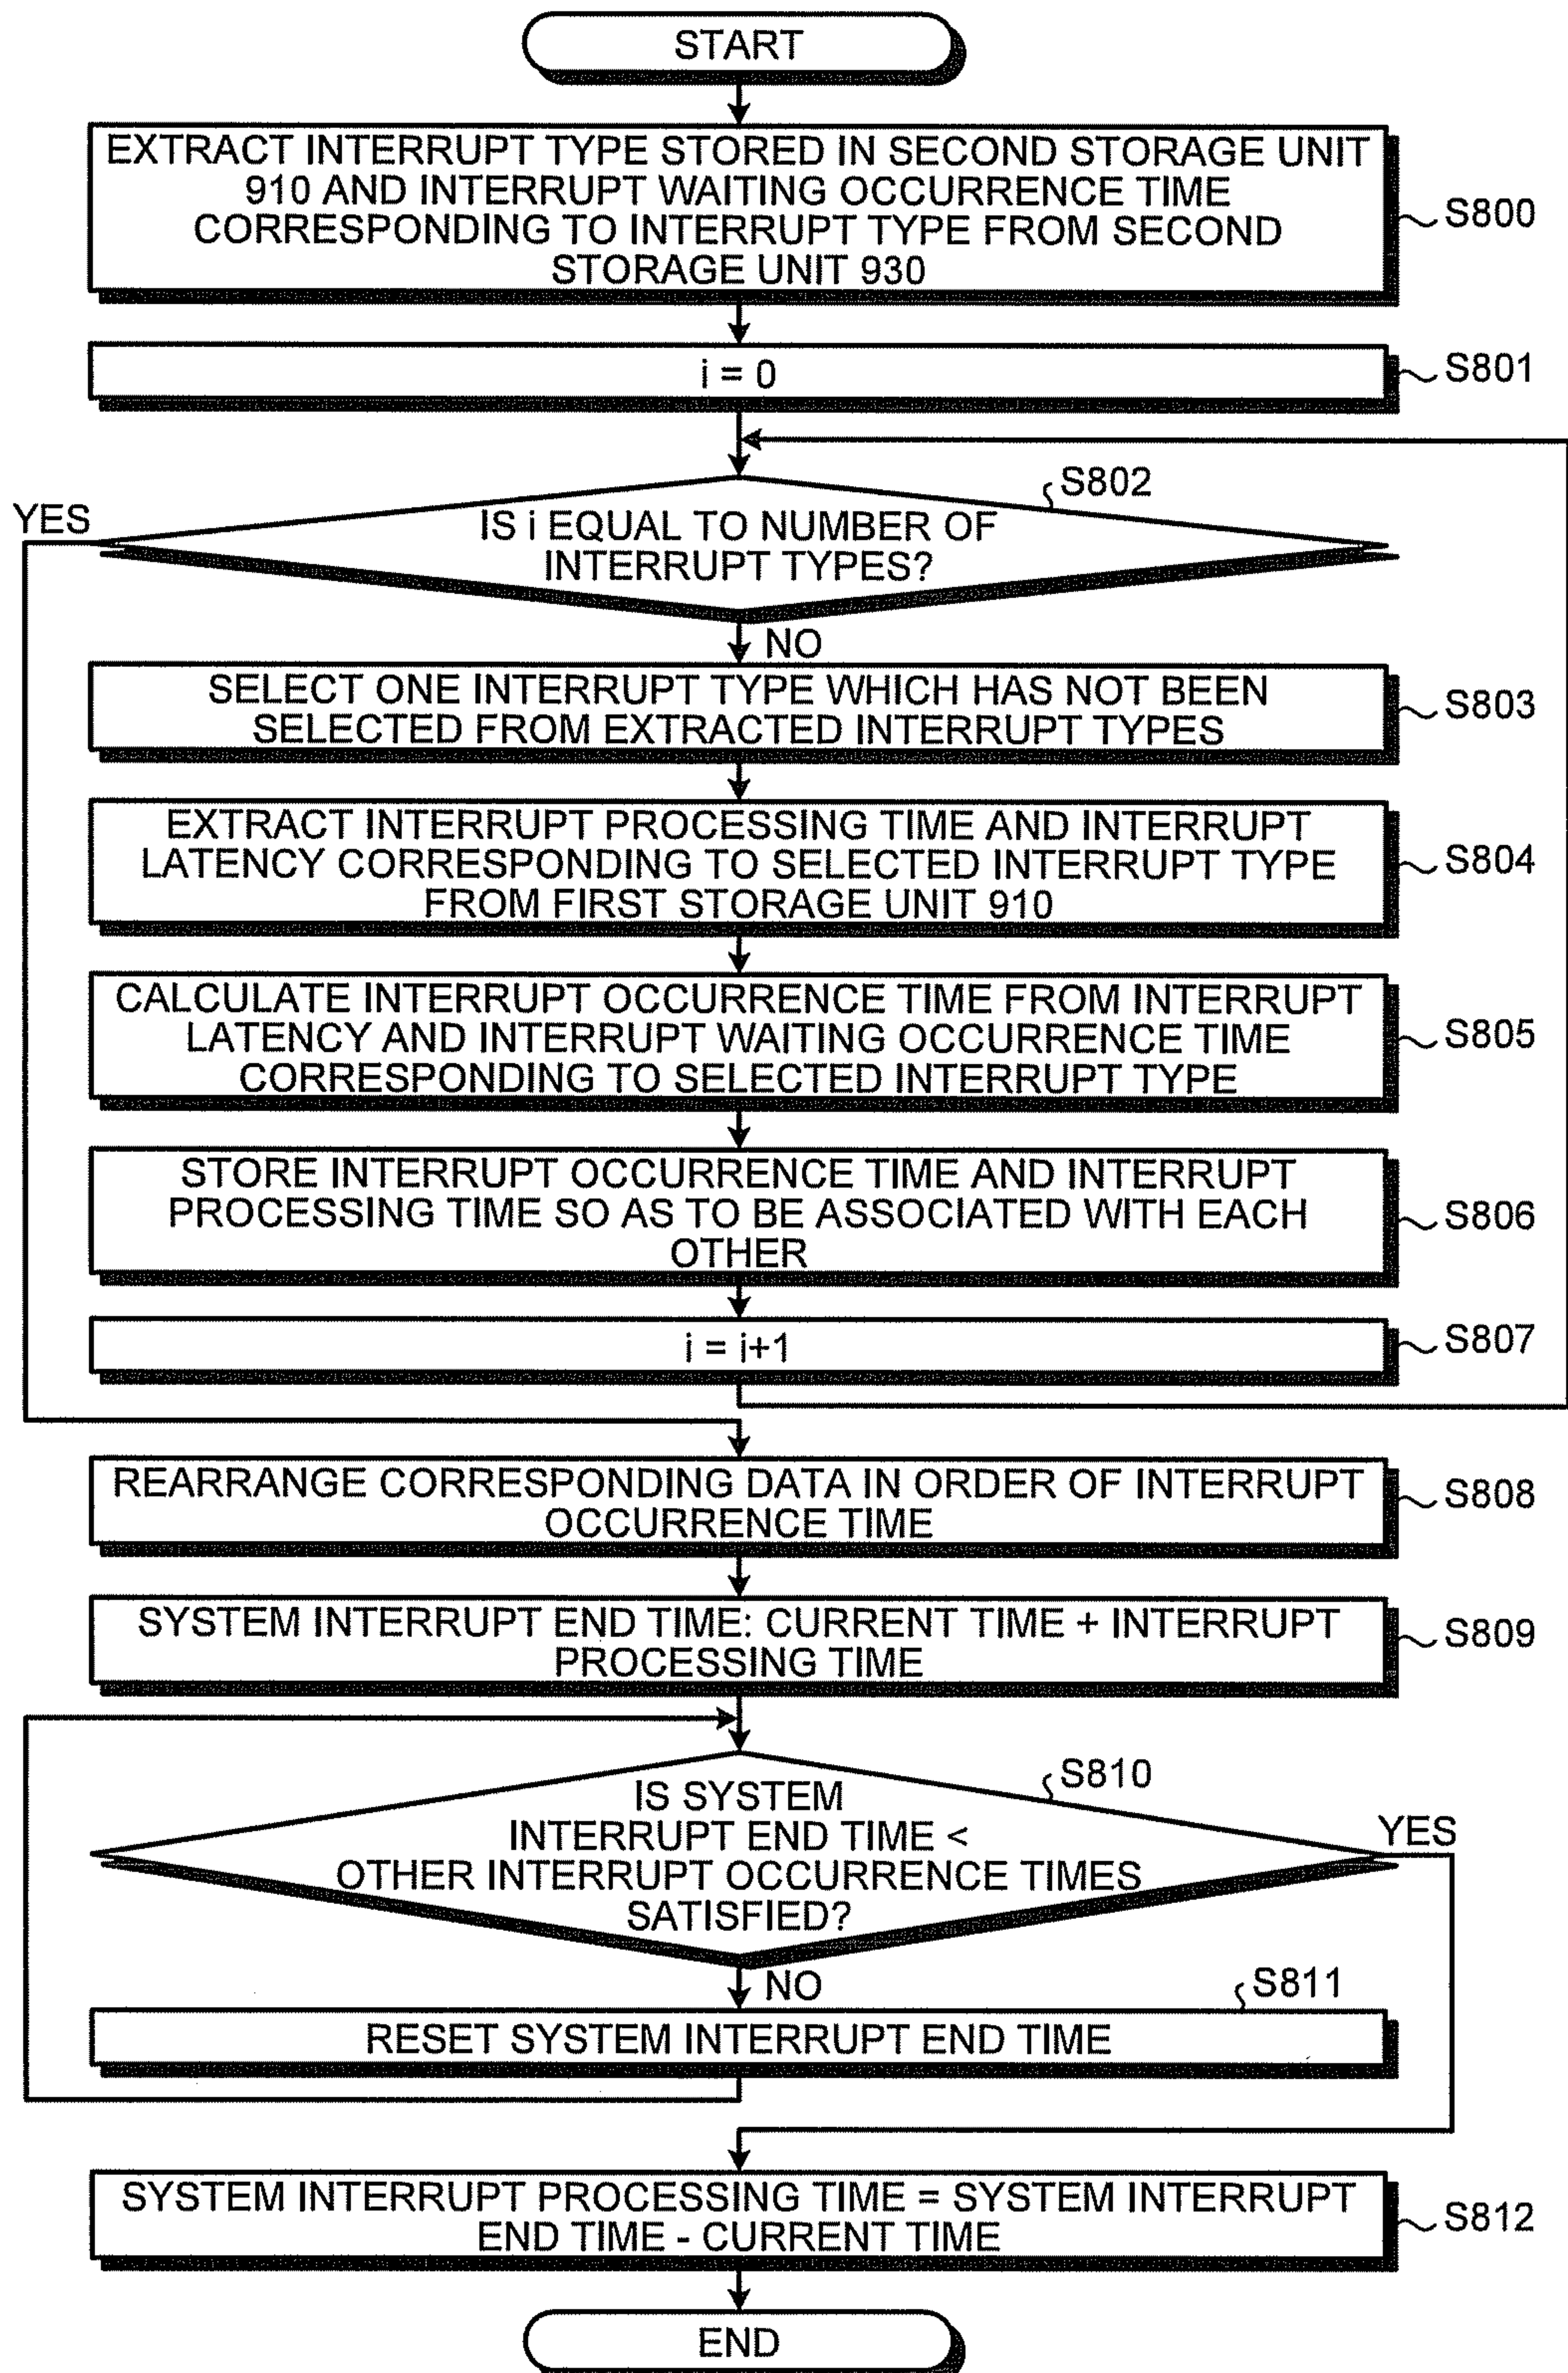 START
EXTRACT INTERRUPT TYPE STORED IN SECOND STORAGE UNIT
910 AND INTERRUPT WAITING OCCURRENCE TIME
CORRESPONDING TO INTERRUPT TYPE FROM SECOND
STORAGE UNIT 930
S800
i = 0
S801
S802
YES
IS i EQUAL TO NUMBER OF
INTERRUPT TYPES?
NO
SELECT ONE INTERRUPT TYPE WHICH HAS NOT BEEN
SELECTED FROM EXTRACTED INTERRUPT TYPES
S803
EXTRACT INTERRUPT PROCESSING TIME AND INTERRUPT
LATENCY CORRESPONDING TO SELECTED INTERRUPT TYPE
FROM FIRST STORAGE UNIT 910
S804
CALCULATE INTERRUPT OCCURRENCE TIME FROM INTERRUPT
LATENCY AND INTERRUPT WAITING OCCURRENCE TIME
CORRESPONDING TO SELECTED INTERRUPT TYPE
S805
STORE INTERRUPT OCCURRENCE TIME AND INTERRUPT
PROCESSING TIME SO AS TO BE ASSOCIATED WITH EACH
OTHER
S806
i = i+1
S807
REARRANGE CORRESPONDING DATA IN ORDER OF INTERRUPT
OCCURRENCE TIME
S808
SYSTEM INTERRUPT END TIME: CURRENT TIME + INTERRUPT
PROCESSING TIME
S809
S810
IS SYSTEM
INTERRUPT END TIME <
OTHER INTERRUPT OCCURRENCE TIMES
SATISFIED?
YES
NO
S811
RESET SYSTEM INTERRUPT END TIME
SYSTEM INTERRUPT PROCESSING TIME = SYSTEM INTERRUPT
END TIME - CURRENT TIME
S812
END